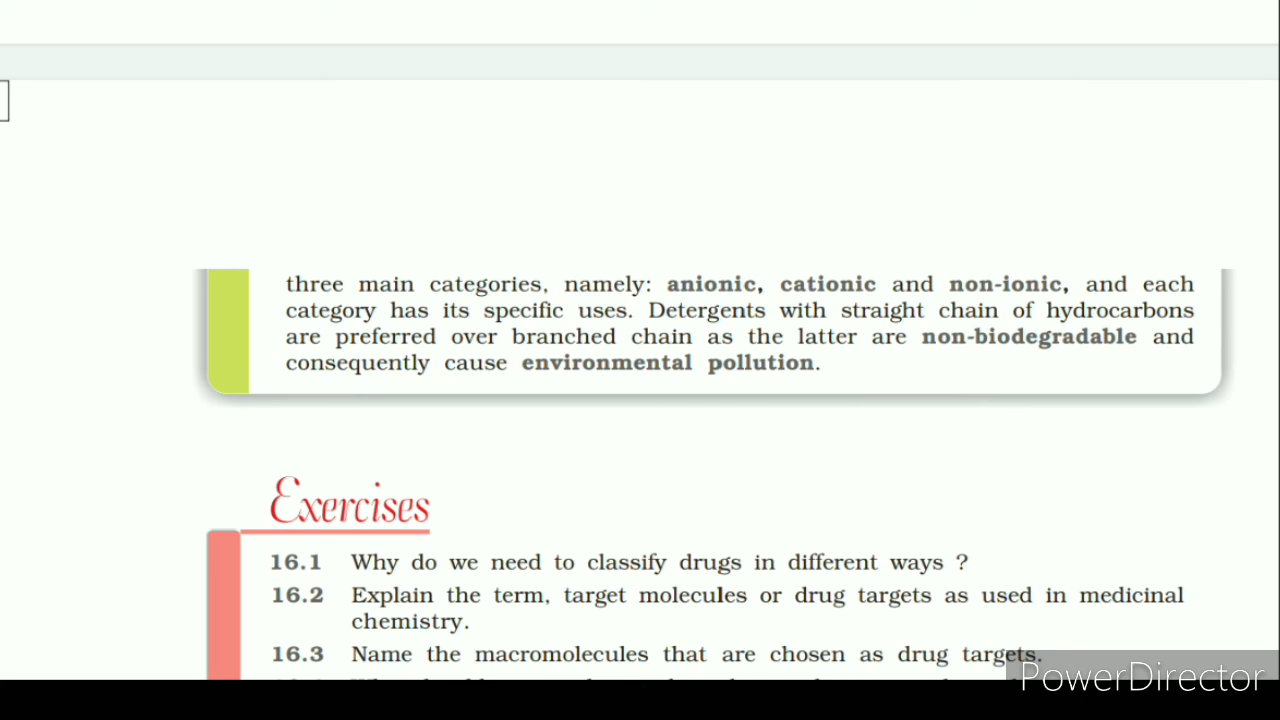 three main categories, namely: anionic, cationic and non-ionic, and each
category has its specific uses. Detergents with straight chain of hydrocarbons
are preferred over branched chain as the latter are non-biodegradable and
consequently cause environmental pollution.
Exercises
16.1 Why do we need to classify drugs in different ways ?
16.2 Explain the term, target molecules or drug targets as used in medicinal
chemistry.
16.3 Name the macromolecules that are chosen as drug targets.
PowerDirector